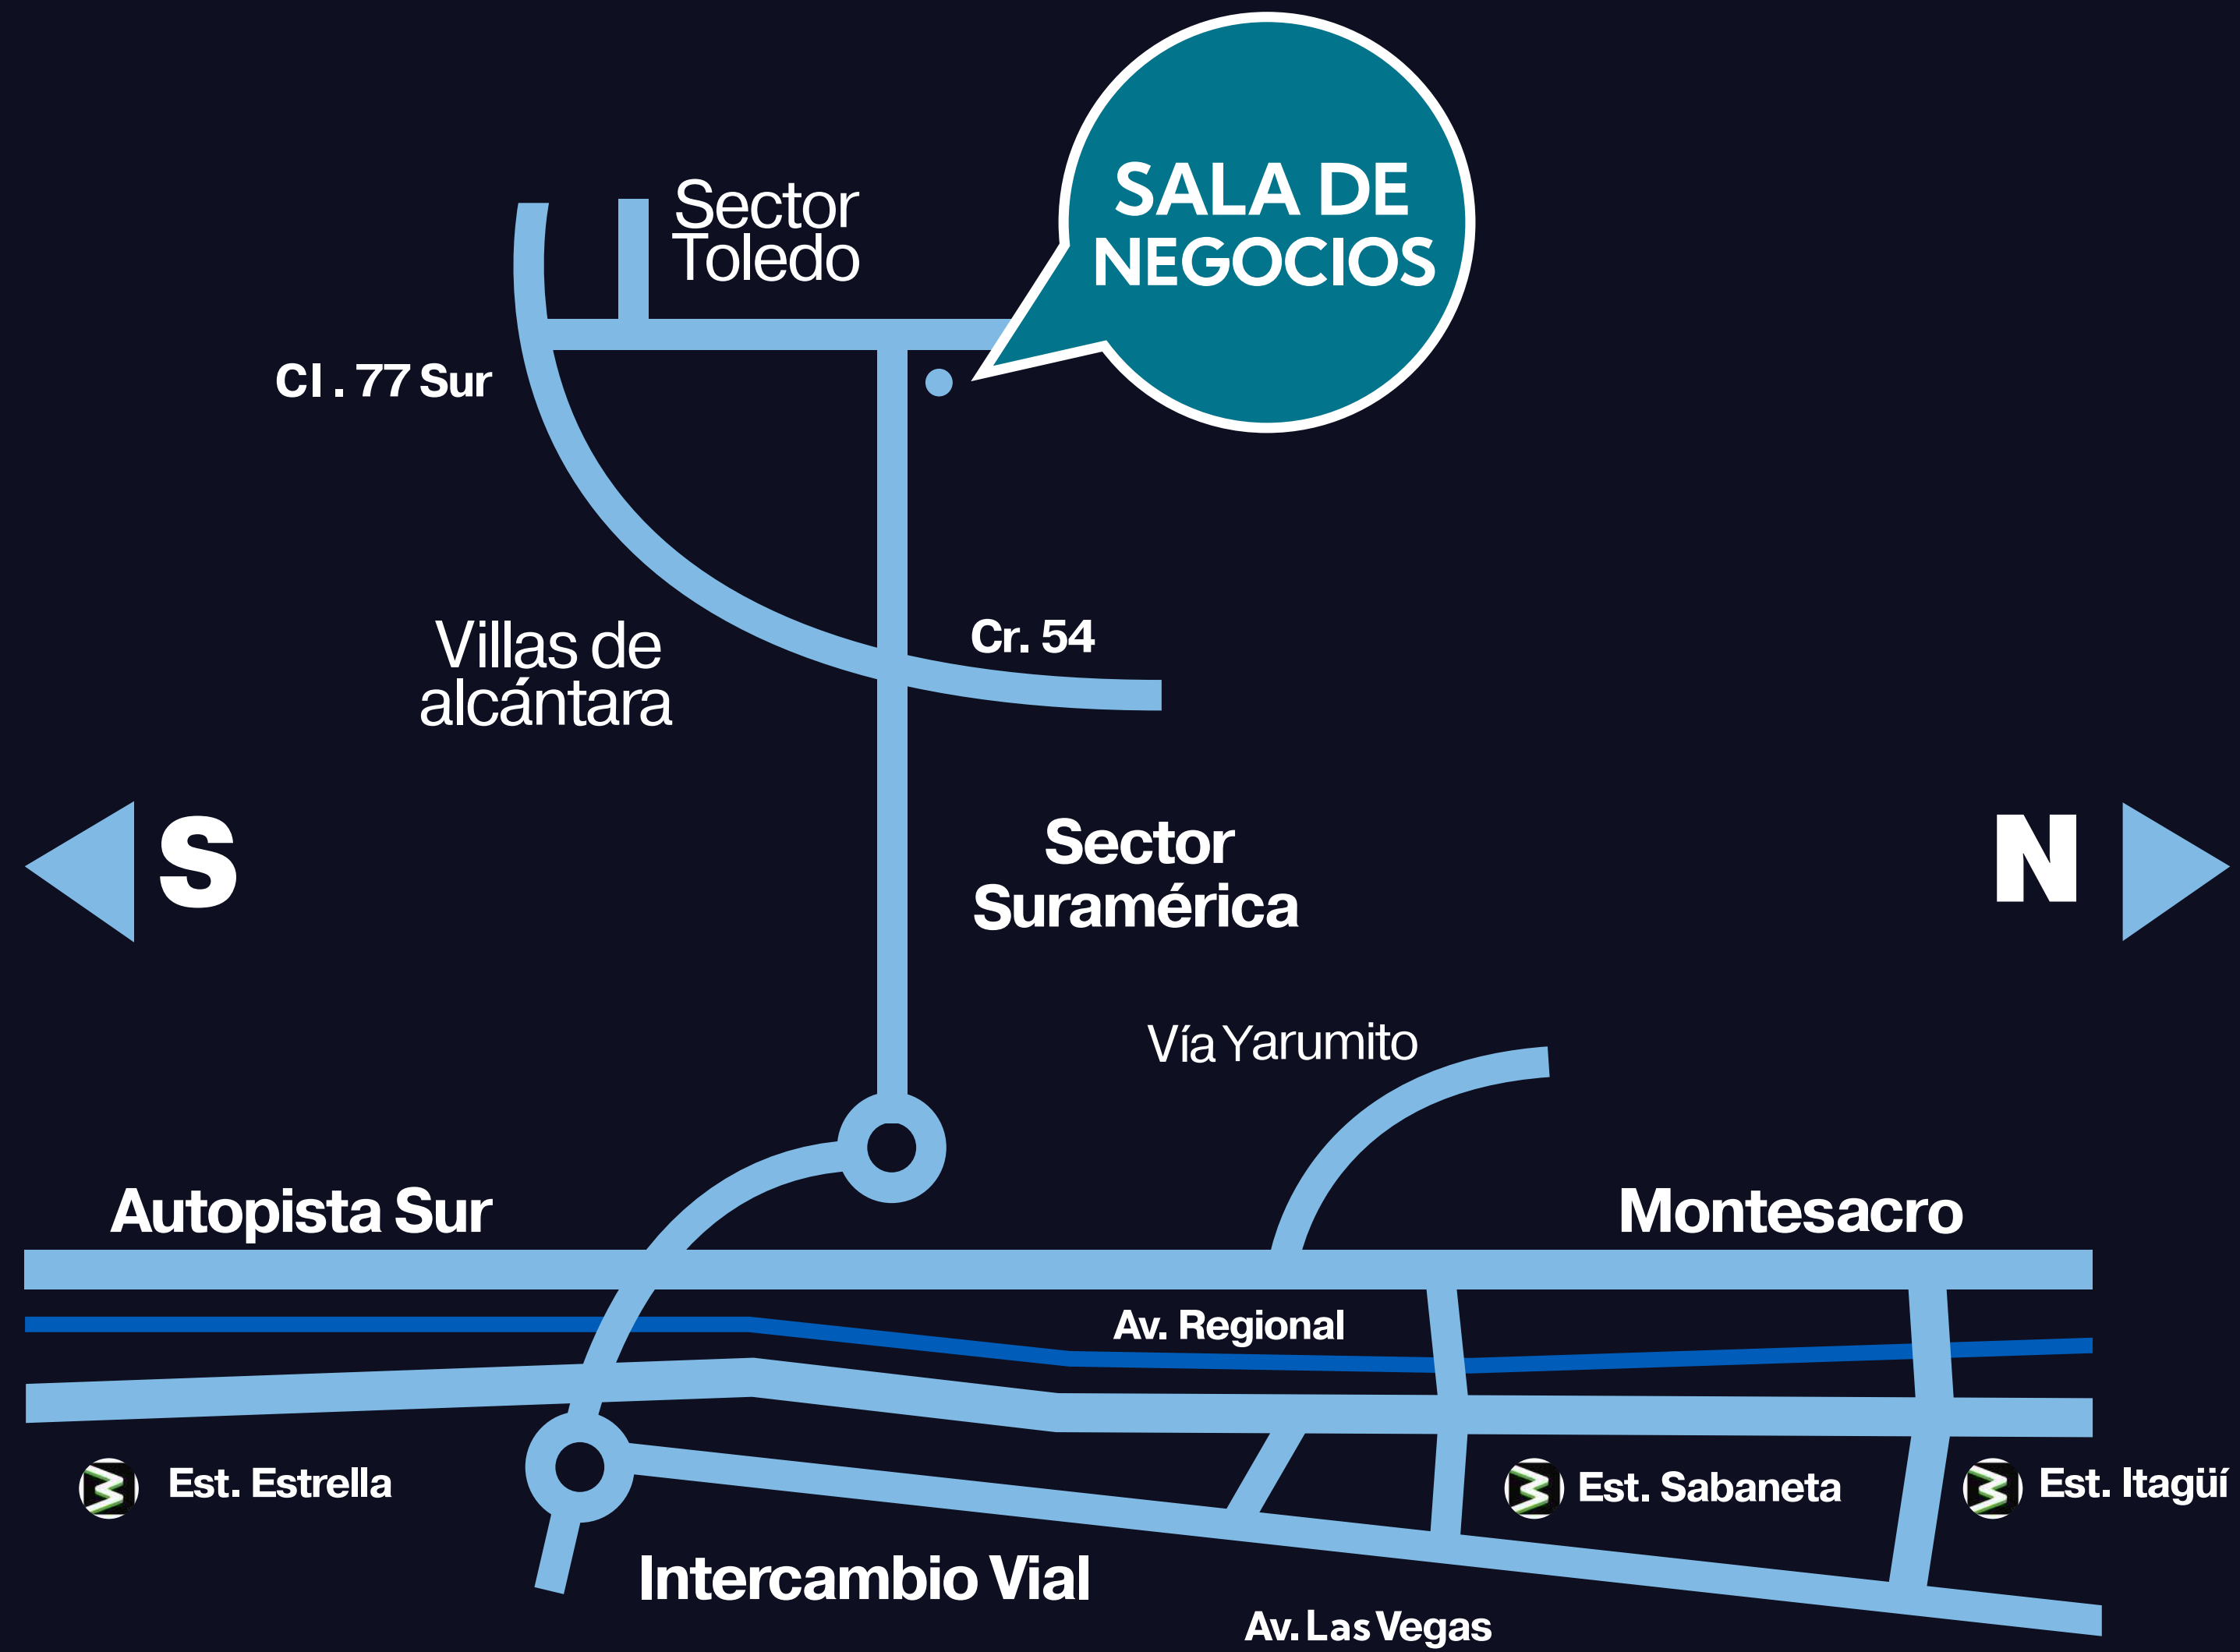 SALA DE
NEGOCIOS
Sector
Toledo
Cl . 77 Sur
Cr. 54
Villas de
alcántara
S
N
Sector
Suramérica
Vía Yarumito
Autopista Sur
Montesacro
Av. Regional
Est. Estrella
Est. Sabaneta
Est. Itagüí
Intercambio Vial
Av. Las Vegas